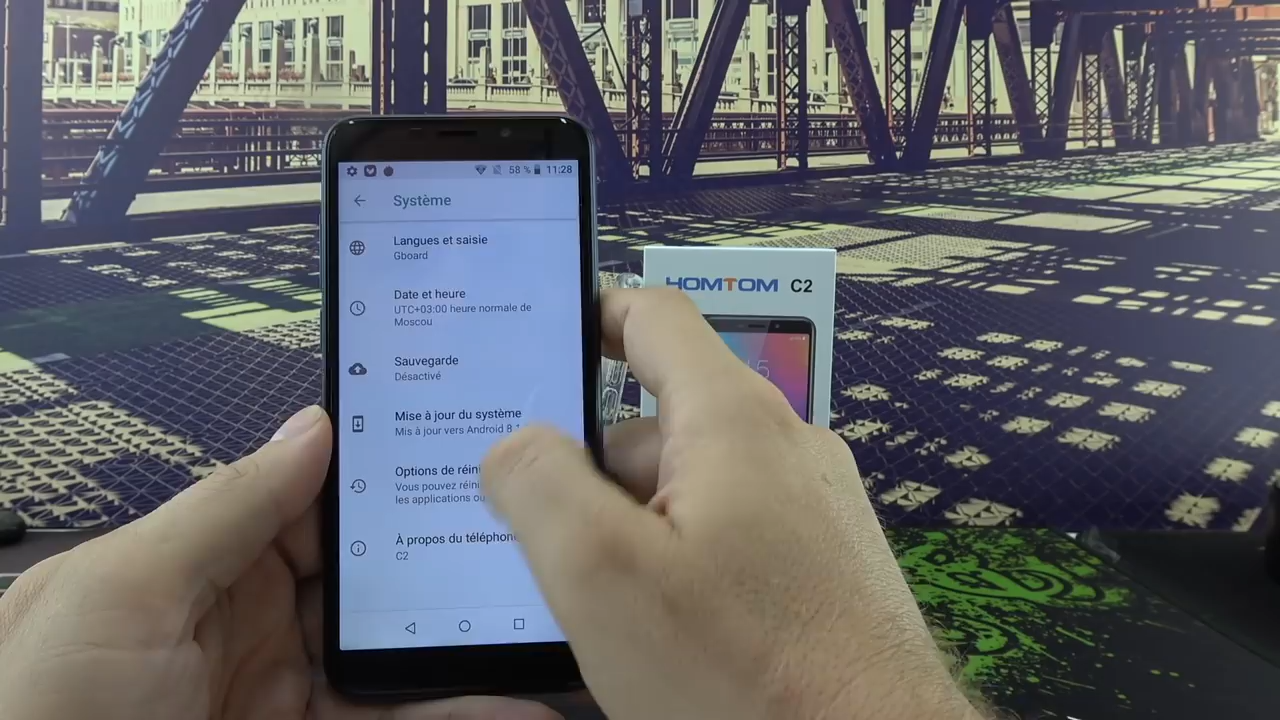 58 % 11:28
Système
Langues et saisie
Gboard
Date et heure
UTC+03:00 heure normale de
Moscou
Sauvegarde
Désactivé
Mise à jour du système
Mis à jour vers Android 8.1
Options de réini
Vous pouvez réini
les applications ou
À propos du téléphon
C2
HOMTOM C2